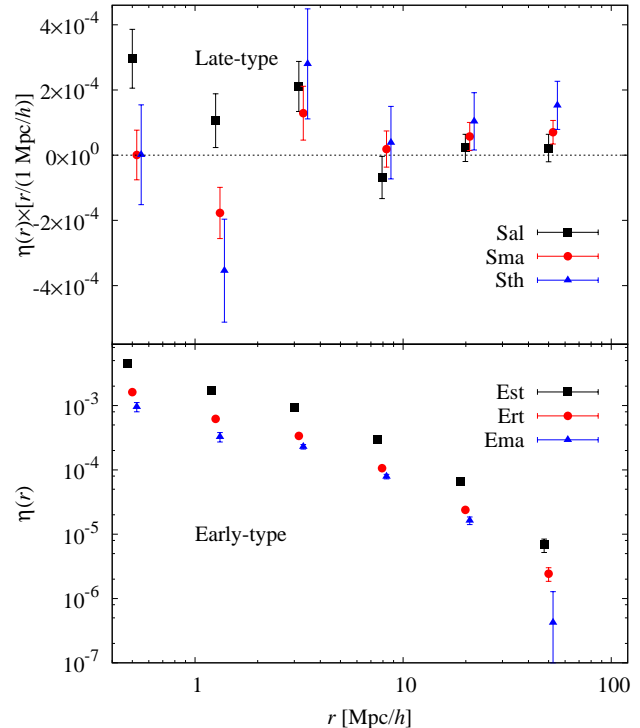 η(r)×[r/(1 Mpc/h)]
4×10⁻⁴
2×10⁻⁴
0×10⁰
-2×10⁻⁴
-4×10⁻⁴
Late-type
Sal
Sma
Sth
η(r)
10⁻³
10⁻⁴
10⁻⁵
10⁻⁶
10⁻⁷
Est
Ert
Ema
Early-type
1 10 100
r [Mpc/h]